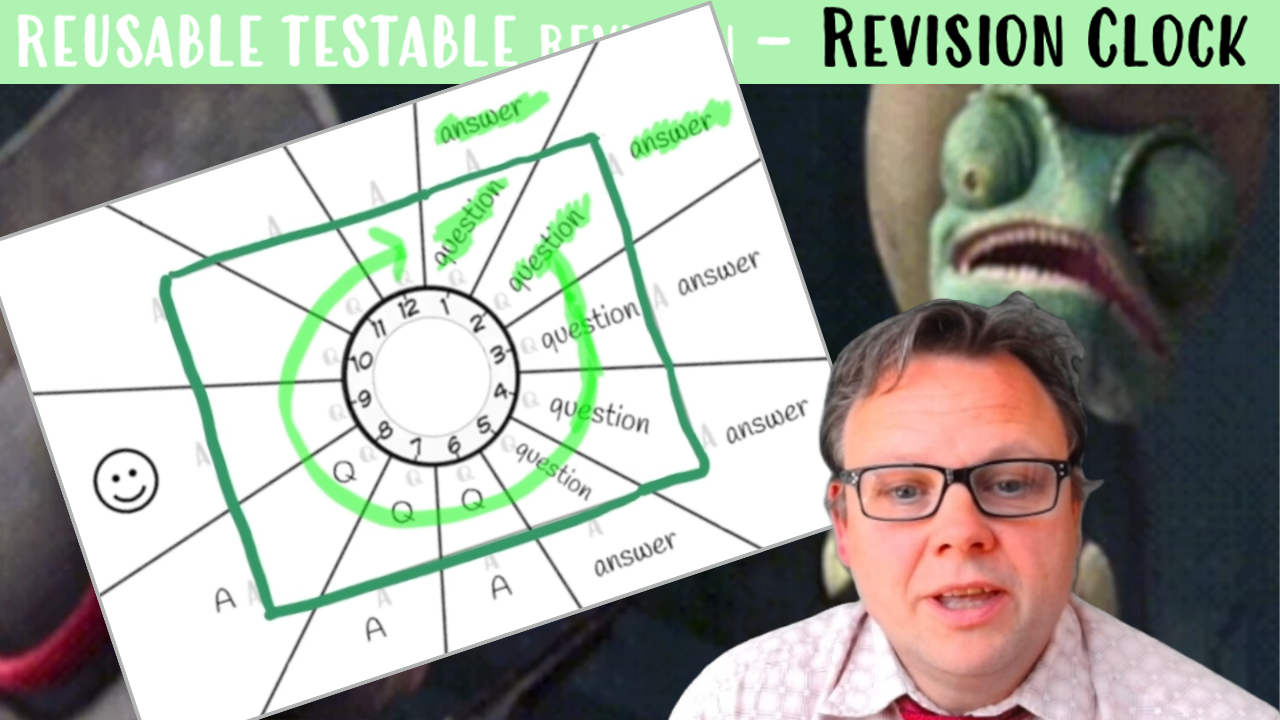 REUSABLE TESTABLE – REVISION CLOCK
answer
answer
question
question
answer
question
question
answer
question
answer
12
1
2
3
4
5
6
7
8
9
10
11
Q
Q
Q
A
A
A